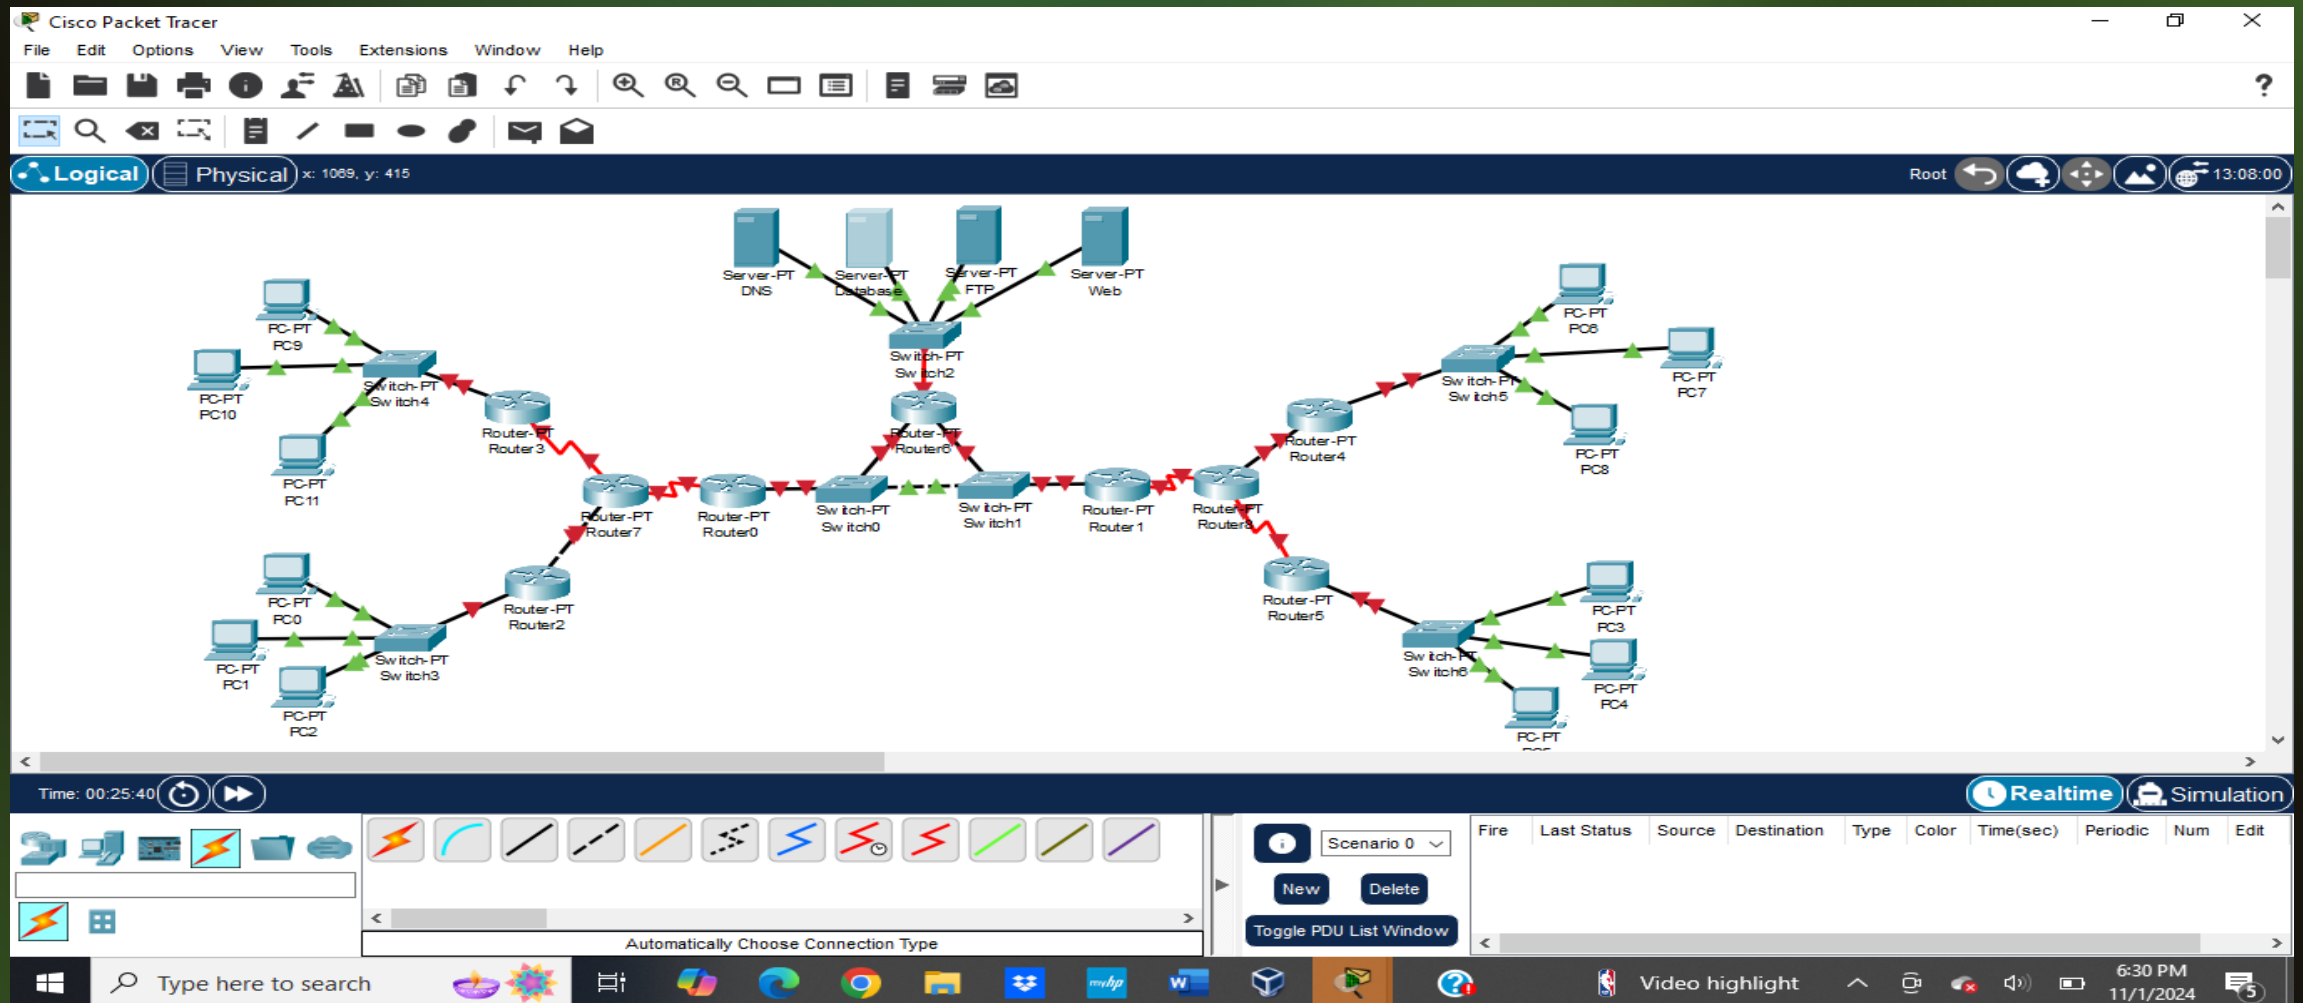 Cisco Packet Tracer
File Edit Options View Tools Extensions Window Help
Logical Physical x: 1069, y: 415
Root 13:08:00
Server-PT
DNS
Server-PT
Database
Server-PT
FTP
Server-PT
Web
PC-PT
PC9
PC-PT
PC10
PC-PT
PC11
Switch-PT
Switch4
Router-PT
Router3
Switch-PT
Switch2
Router-PT
Router6
PC-PT
PC6
PC-PT
PC7
PC-PT
PC8
Switch-PT
Switch5
Router-PT
Router4
Router-PT
Router7
Router-PT
Router0
Switch-PT
Switch0
Switch-PT
Switch1
Router-PT
Router1
Router-PT
Router8
PC-PT
PC0
PC-PT
PC1
PC-PT
PC2
Switch-PT
Switch3
Router-PT
Router2
Router-PT
Router5
Switch-PT
Switch6
PC-PT
PC3
PC-PT
PC4
PC-PT
Time: 00:25:40
Realtime Simulation
Scenario 0
New Delete
Toggle PDU List Window
Fire Last Status Source Destination Type Color Time(sec) Periodic Num Edit
Automatically Choose Connection Type
Type here to search
myhp
Video highlight
6:30 PM
11/1/2024
5